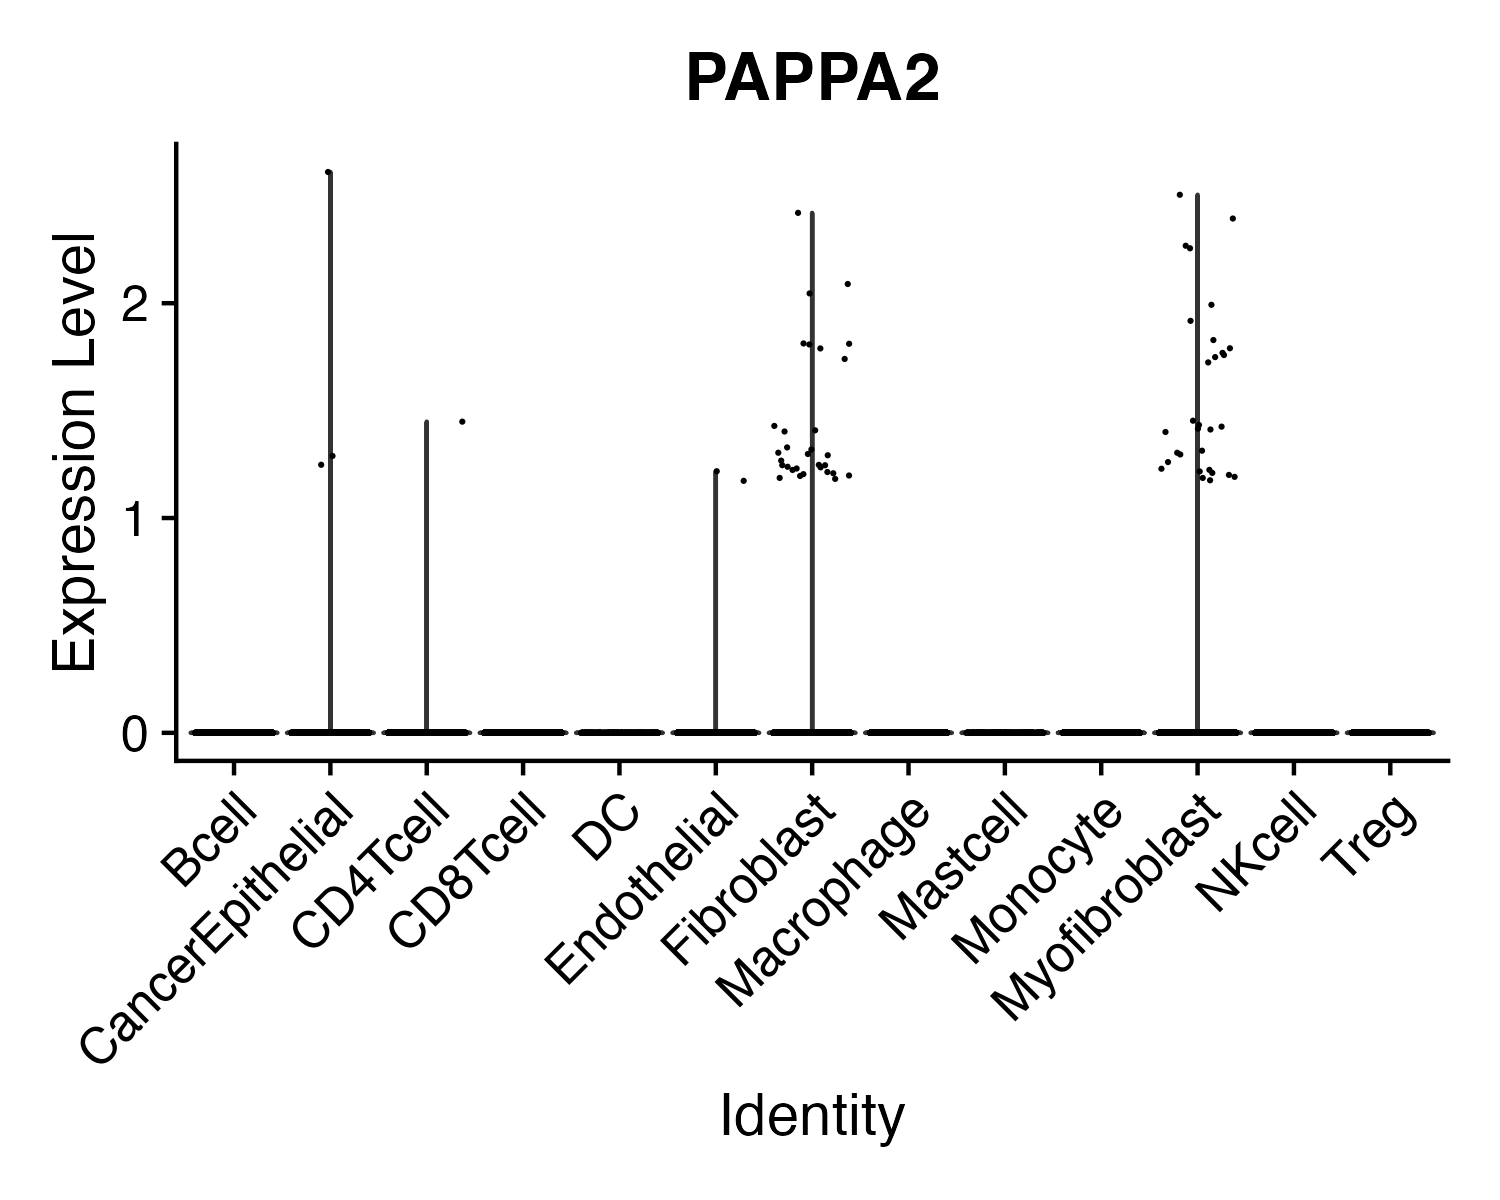 PAPPA2
Expression Level
2
1
0
Bcell
CancerEpithelial
CD4Tcell
CD8Tcell
DC
Endothelial
Fibroblast
Macrophage
Mastcell
Monocyte
Myofibroblast
NKcell
Treg
Identity